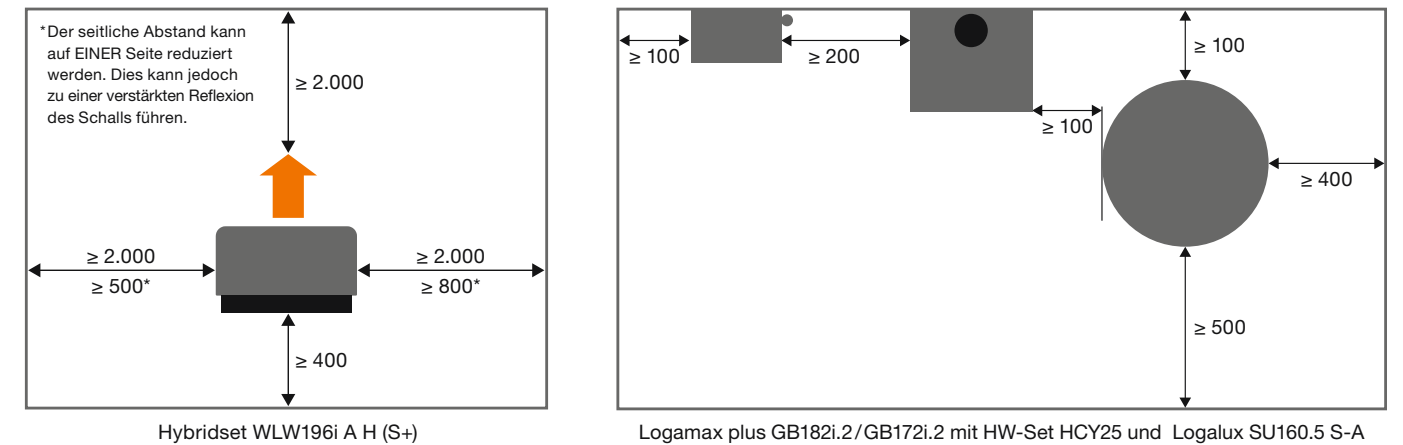 *Der seitliche Abstand kann
auf EINER Seite reduziert
werden. Dies kann jedoch
zu einer verstärkten Reflexion
des Schalls führen.
≥ 2.000
≥ 2.000
≥ 500*
≥ 2.000
≥ 800*
≥ 400
Hybridset WLW196i A H (S+)
≥ 100
≥ 200
≥ 100
≥ 100
≥ 400
≥ 500
Logamax plus GB182i.2/GB172i.2 mit HW-Set HCY25 und Logalux SU160.5 S-A